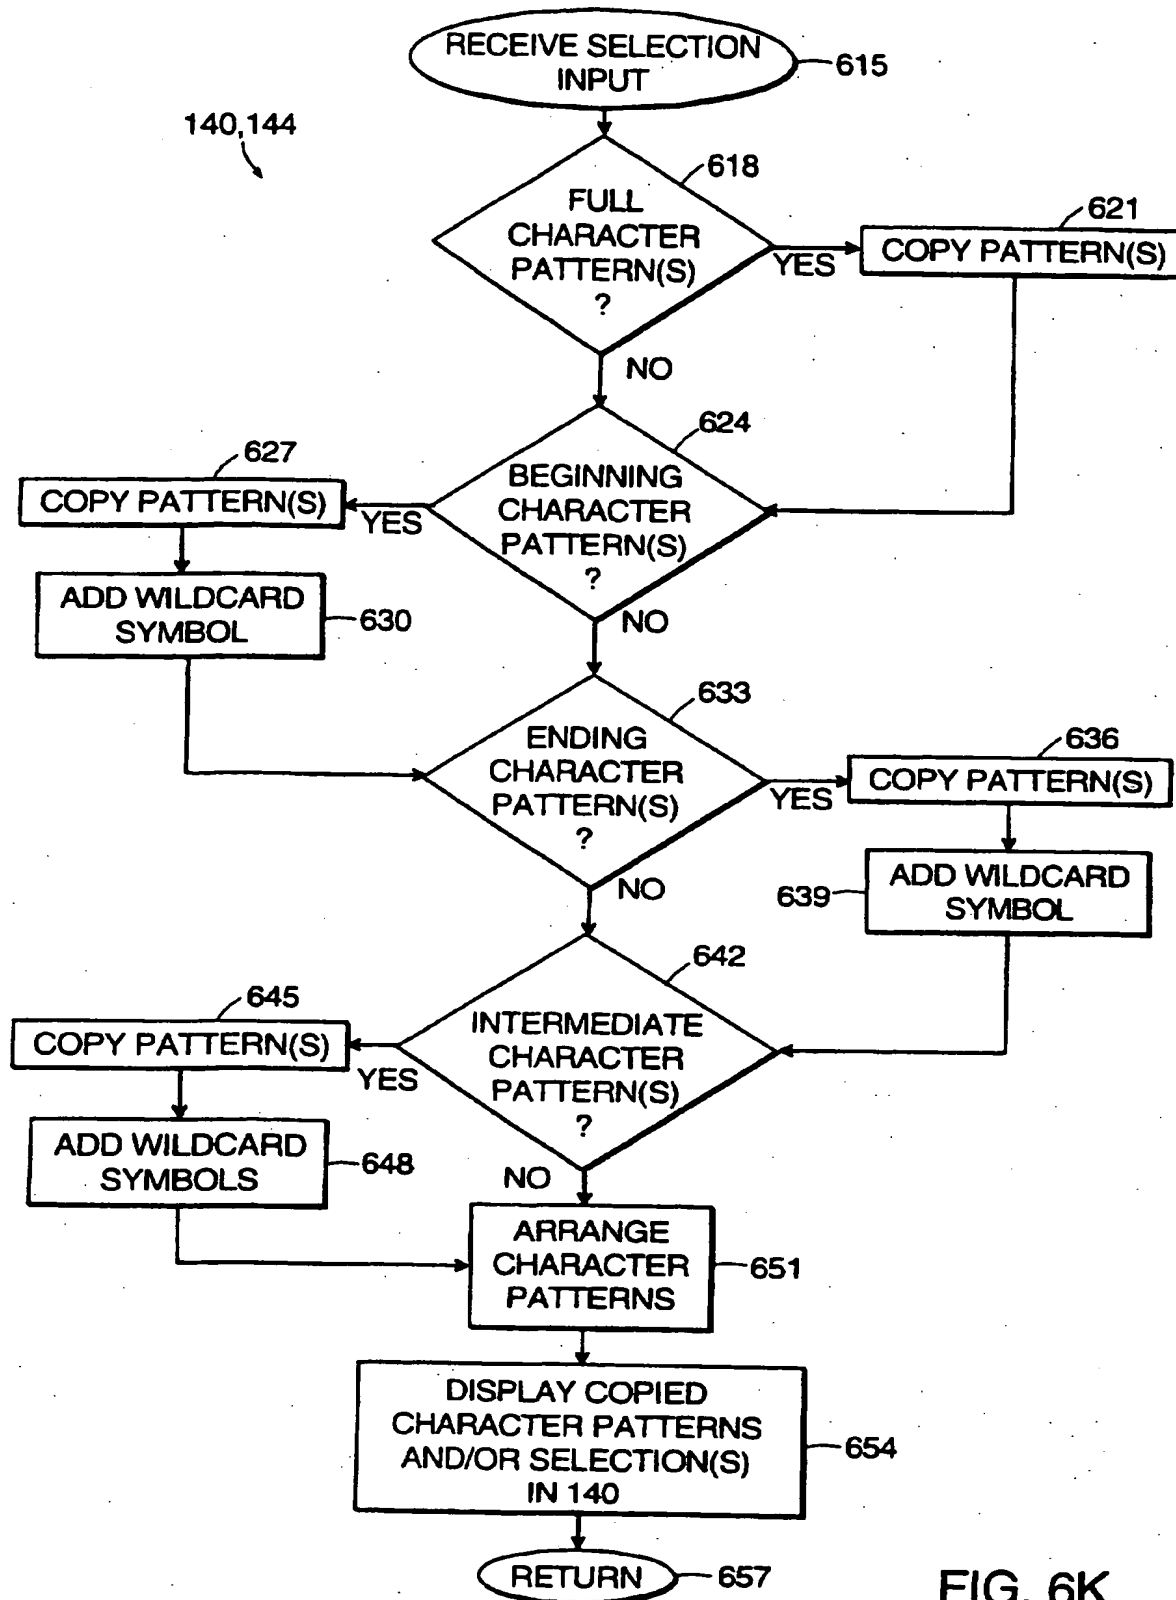 RECEIVE SELECTION
INPUT
615
140,144
618
FULL
CHARACTER
PATTERN(S)
?
YES
621
COPY PATTERN(S)
NO
624
BEGINNING
CHARACTER
PATTERN(S)
?
YES
627
COPY PATTERN(S)
ADD WILDCARD
SYMBOL
630
NO
633
ENDING
CHARACTER
PATTERN(S)
?
YES
636
COPY PATTERN(S)
639
ADD WILDCARD
SYMBOL
NO
642
INTERMEDIATE
CHARACTER
PATTERN(S)
?
YES
645
COPY PATTERN(S)
ADD WILDCARD
SYMBOLS
648
NO
ARRANGE
CHARACTER
PATTERNS
651
DISPLAY COPIED
CHARACTER PATTERNS
AND/OR SELECTION(S)
IN 140
654
RETURN
657
FIG. 6K